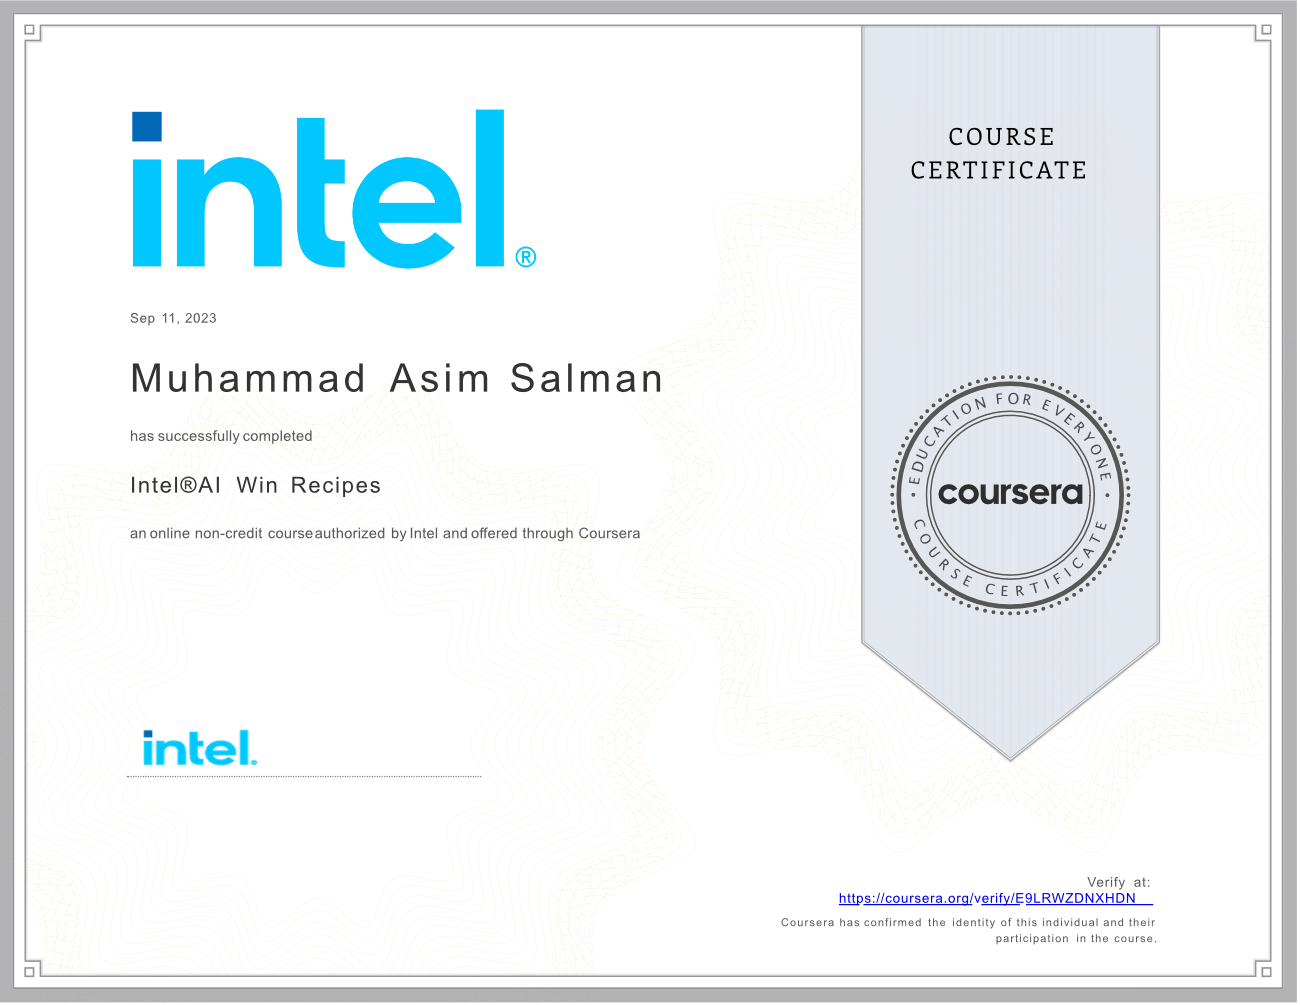 intel®
COURSE
CERTIFICATE
Sep 11, 2023
Muhammad Asim Salman
has successfully completed
Intel®AI Win Recipes
an online non-credit course authorized by Intel and offered through Coursera
EDUCATION FOR EVERYONE
coursera
COURSE CERTIFICATE
intel.
Verify at:
https://coursera.org/verify/E9LRWZDNXHDN
Coursera has confirmed the identity of this individual and their
participation in the course.